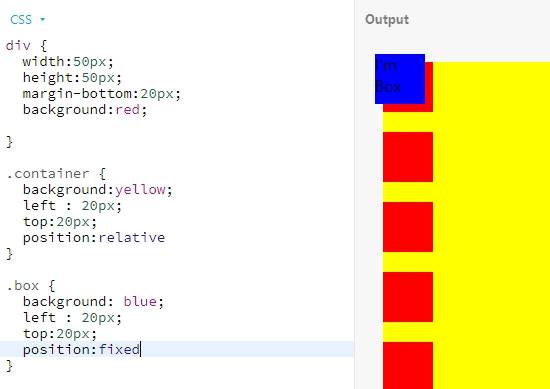 CSS
Output
div {
width:50px;
height:50px;
margin-bottom:20px;
background:red;
}
.container {
background:yellow;
left : 20px;
top:20px;
position:relative
}
.box {
background: blue;
left : 20px;
top:20px;
position:fixed
}
I'm
Box